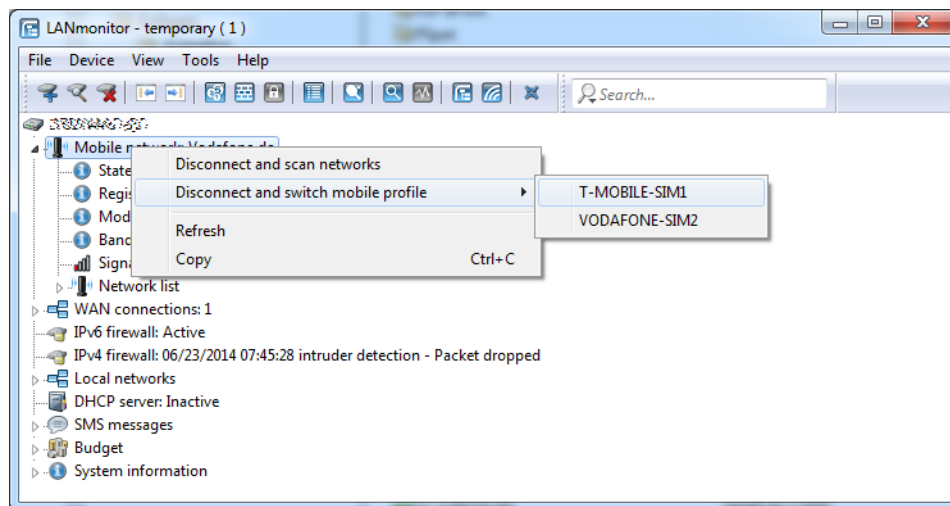 LANmonitor - temporary ( 1 )
File Device View Tools Help
Search...
Mobile network: Vodafone.de
Disconnect and scan networks
State
Disconnect and switch mobile profile
T-MOBILE-SIM1
Regis
Mod
VODAFONE-SIM2
Band
Refresh
Signa
Copy Ctrl+C
Network list
WAN connections: 1
IPv6 firewall: Active
IPv4 firewall: 06/23/2014 07:45:28 intruder detection - Packet dropped
Local networks
DHCP server: Inactive
SMS messages
Budget
System information